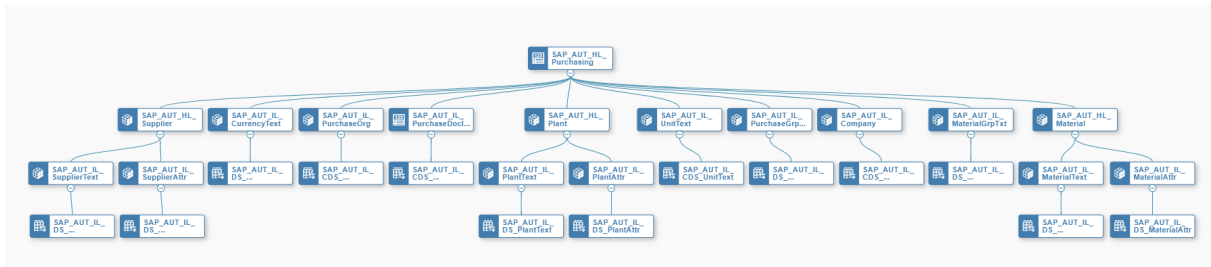 SAP_AUT_HL_
Purchasing
SAP_AUT_HL_
Supplier
SAP_AUT_IL_
CurrencyText
SAP_AUT_IL_
PurchaseOrg
SAP_AUT_IL_
PurchaseDocI...
SAP_AUT_HL_
Plant
SAP_AUT_IL_
UnitText
SAP_AUT_IL_
PurchaseGrp...
SAP_AUT_IL_
Company
SAP_AUT_IL_
MaterialGrpTxt
SAP_AUT_HL_
Material
SAP_AUT_IL_
SupplierText
SAP_AUT_IL_
SupplierAttr
SAP_AUT_IL_
DS_...
SAP_AUT_IL_
CDS_...
SAP_AUT_IL_
CDS_...
SAP_AUT_IL_
PlantText
SAP_AUT_IL_
PlantAttr
SAP_AUT_IL_
CDS_UnitText
SAP_AUT_IL_
DS_...
SAP_AUT_IL_
CDS_...
SAP_AUT_IL_
DS_...
SAP_AUT_IL_
MaterialText
SAP_AUT_IL_
MaterialAttr
SAP_AUT_IL_
DS_...
SAP_AUT_IL_
DS_...
SAP_AUT_IL_
DS_PlantText
SAP_AUT_IL_
DS_PlantAttr
SAP_AUT_IL_
DS_...
SAP_AUT_IL_
DS_MaterialAttr